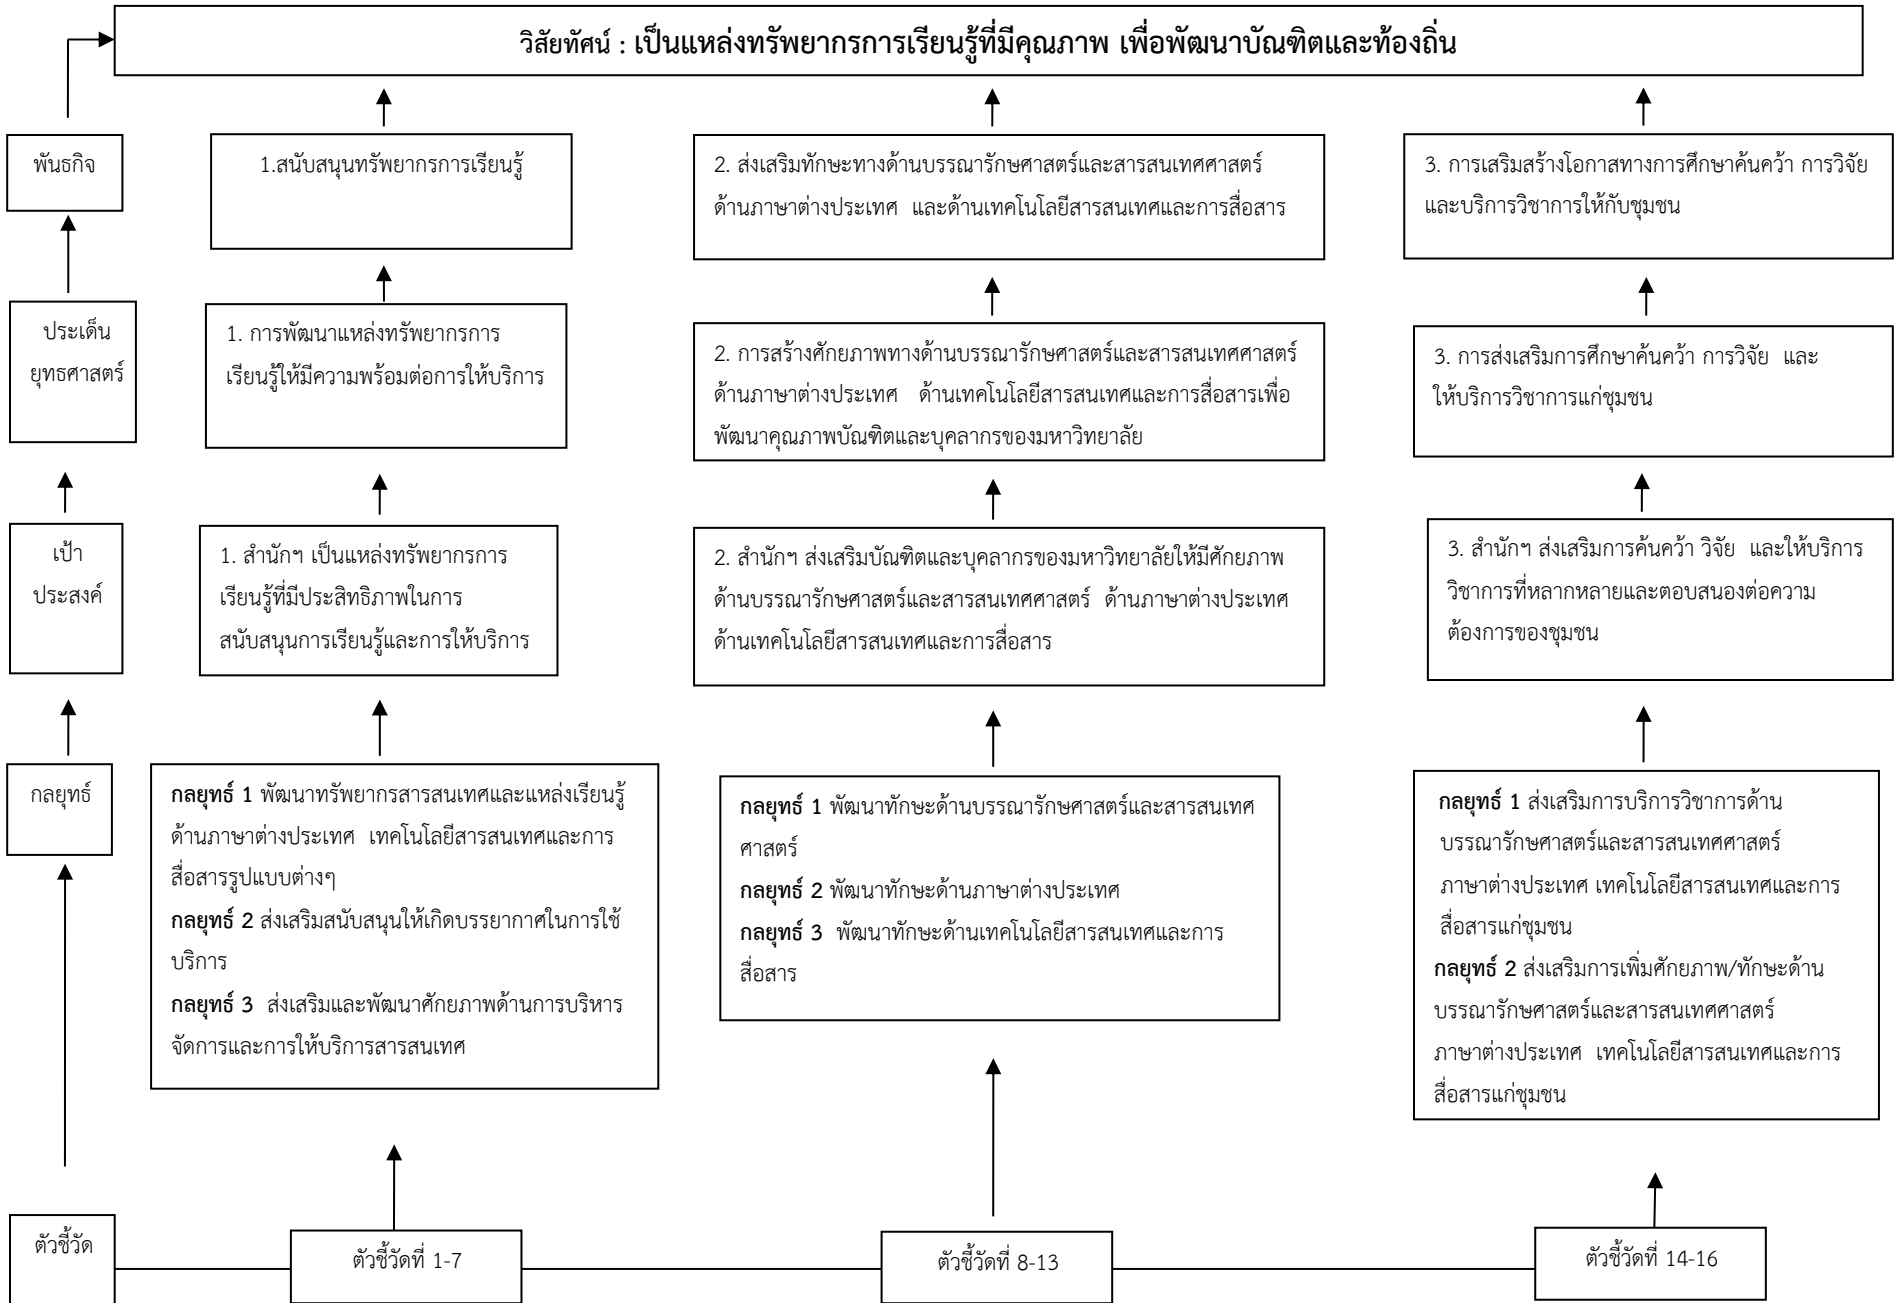 วิสัยทัศน์ : เป็นแหล่งทรัพยากรการเรียนรู้ที่มีคุณภาพ เพื่อพัฒนาบัณฑิตและท้องถิ่น
พันธกิจ
1.สนับสนุนทรัพยากรการเรียนรู้
2. ส่งเสริมทักษะทางด้านบรรณารักษศาสตร์และสารสนเทศศาสตร์
ด้านภาษาต่างประเทศ และด้านเทคโนโลยีสารสนเทศและการสื่อสาร
3. การเสริมสร้างโอกาสทางการศึกษาค้นคว้า การวิจัย
และบริการวิชาการให้กับชุมชน
ประเด็น
ยุทธศาสตร์
1. การพัฒนาแหล่งทรัพยากรการ
เรียนรู้ให้มีความพร้อมต่อการให้บริการ
2. การสร้างศักยภาพทางด้านบรรณารักษศาสตร์และสารสนเทศศาสตร์
ด้านภาษาต่างประเทศ ด้านเทคโนโลยีสารสนเทศและการสื่อสารเพื่อ
พัฒนาคุณภาพบัณฑิตและบุคลากรของมหาวิทยาลัย
3. การส่งเสริมการศึกษาค้นคว้า การวิจัย และ
ให้บริการวิชาการแก่ชุมชน
เป้า
ประสงค์
1. สำนักฯ เป็นแหล่งทรัพยากรการ
เรียนรู้ที่มีประสิทธิภาพในการ
สนับสนุนการเรียนรู้และการให้บริการ
2. สำนักฯ ส่งเสริมบัณฑิตและบุคลากรของมหาวิทยาลัยให้มีศักยภาพ
ด้านบรรณารักษศาสตร์และสารสนเทศศาสตร์ ด้านภาษาต่างประเทศ
ด้านเทคโนโลยีสารสนเทศและการสื่อสาร
3. สำนักฯ ส่งเสริมการค้นคว้า วิจัย และให้บริการ
วิชาการที่หลากหลายและตอบสนองต่อความ
ต้องการของชุมชน
กลยุทธ์
กลยุทธ์ 1 พัฒนาทรัพยากรสารสนเทศและแหล่งเรียนรู้
ด้านภาษาต่างประเทศ เทคโนโลยีสารสนเทศและการ
สื่อสารรูปแบบต่างๆ
กลยุทธ์ 2 ส่งเสริมสนับสนุนให้เกิดบรรยากาศในการใช้
บริการ
กลยุทธ์ 3 ส่งเสริมและพัฒนาศักยภาพด้านการบริหาร
จัดการและการให้บริการสารสนเทศ
กลยุทธ์ 1 พัฒนาทักษะด้านบรรณารักษศาสตร์และสารสนเทศ
ศาสตร์
กลยุทธ์ 2 พัฒนาทักษะด้านภาษาต่างประเทศ
กลยุทธ์ 3 พัฒนาทักษะด้านเทคโนโลยีสารสนเทศและการ
สื่อสาร
กลยุทธ์ 1 ส่งเสริมการบริการวิชาการด้าน
บรรณารักษศาสตร์และสารสนเทศศาสตร์
ภาษาต่างประเทศ เทคโนโลยีสารสนเทศและการ
สื่อสารแก่ชุมชน
กลยุทธ์ 2 ส่งเสริมการเพิ่มศักยภาพ/ทักษะด้าน
บรรณารักษศาสตร์และสารสนเทศศาสตร์
ภาษาต่างประเทศ เทคโนโลยีสารสนเทศและการ
สื่อสารแก่ชุมชน
ตัวชี้วัด
ตัวชี้วัดที่ 1-7
ตัวชี้วัดที่ 8-13
ตัวชี้วัดที่ 14-16